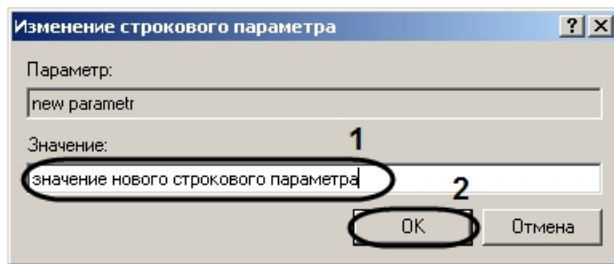 Изменение строкового параметра
Параметр:
new parametr
Значение:
1
значение нового строкового параметра
2
OK
Отмена